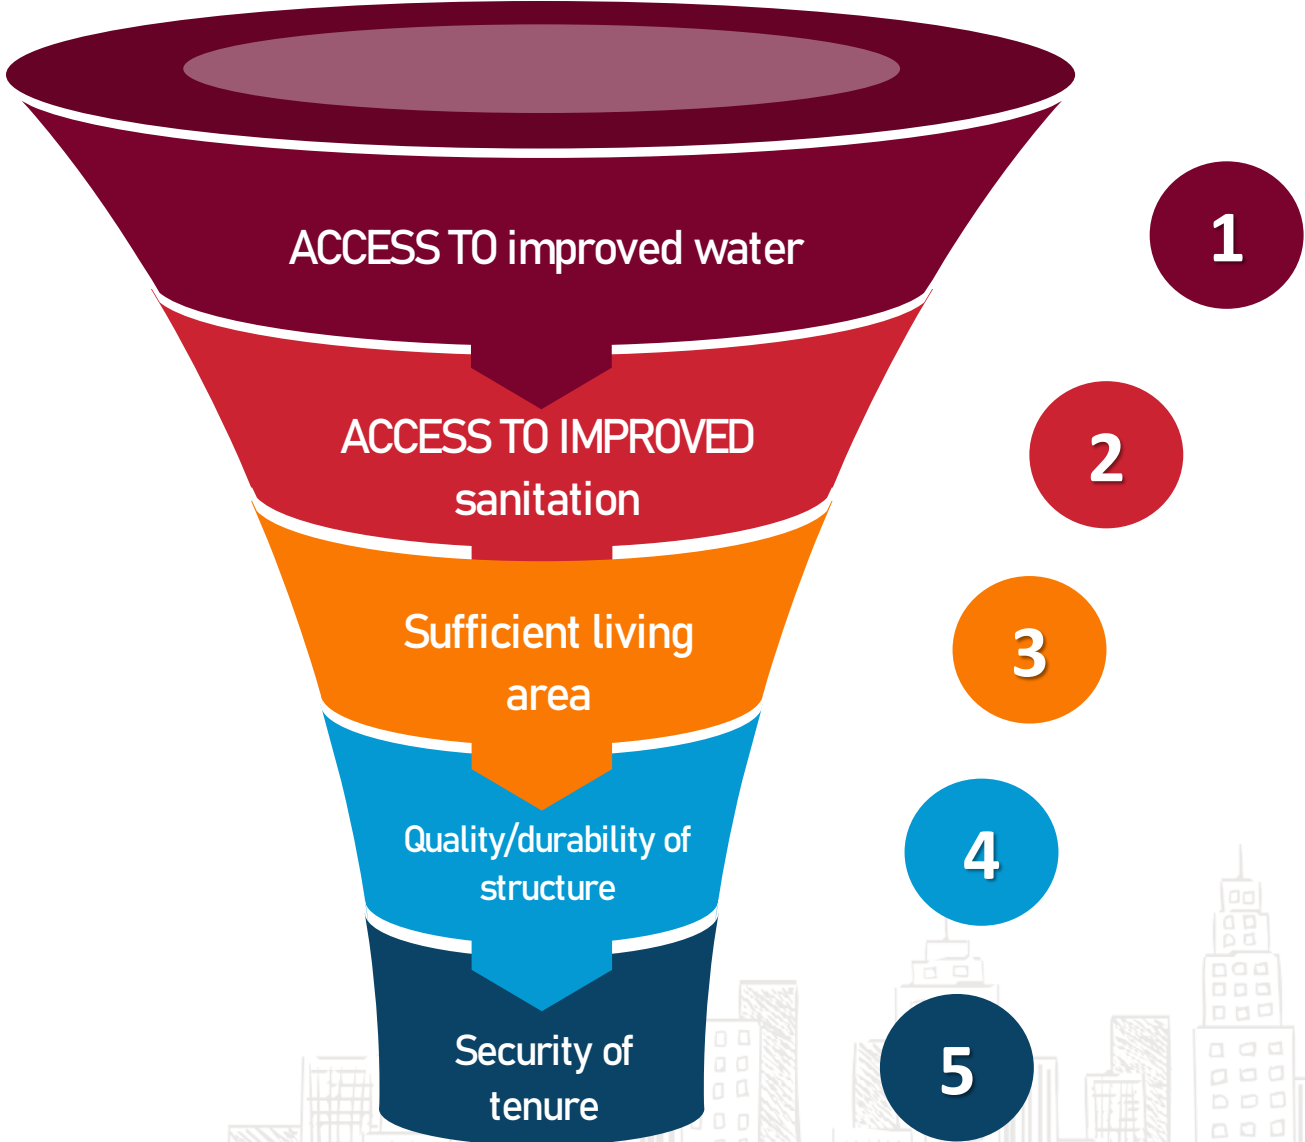 ACCESS TO improved water
1
ACCESS TO IMPROVED
sanitation
2
Sufficient living
area
3
Quality/durability of
structure
4
Security of
tenure
5